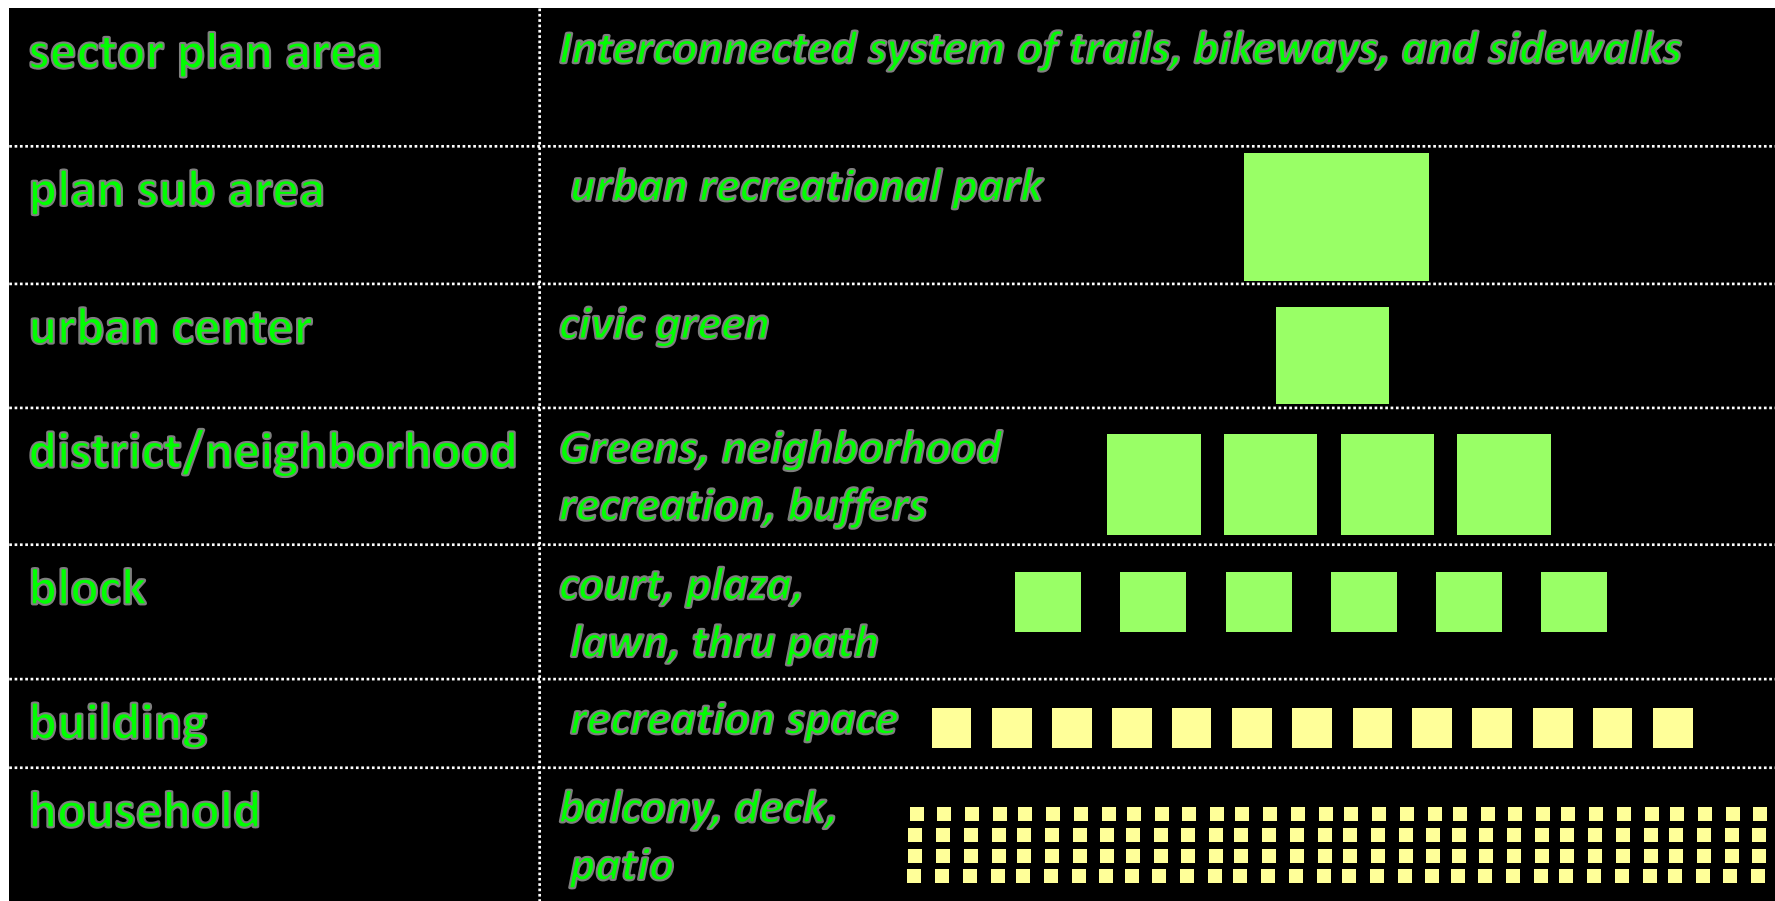 sector plan area
Interconnected system of trails, bikeways, and sidewalks
plan sub area
urban recreational park
urban center
civic green
district/neighborhood
Greens, neighborhood
recreation, buffers
block
court, plaza,
lawn, thru path
building
recreation space
household
balcony, deck,
patio